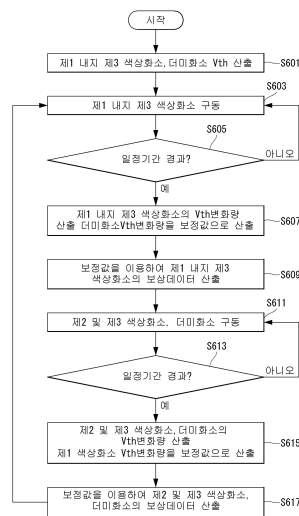 시작
제1 내지 제3 색상화소,더미화소 Vth 산출
S601
S603
제1 내지 제3 색상화소 구동
S605
일정기간 경과?
아니오
예
제1 내지 제3 색상화소의 Vth변화량
산출 더미화소Vth변화량을 보정값으로 산출
S607
보정값을 이용하여 제1 내지 제3
색상화소의 보상데이터 산출
S609
S611
제2 및 제3 색상화소, 더미화소 구동
S613
일정기간 경과?
아니오
예
제2 및 제3 색상화소,더미화소의
Vth변화량 산출
제1 색상화소 Vth변화량을 보정값으로 산출
S615
보정값을 이용하여 제2 및 제3 색상화소,
더미화소의 보상데이터 산출
S617